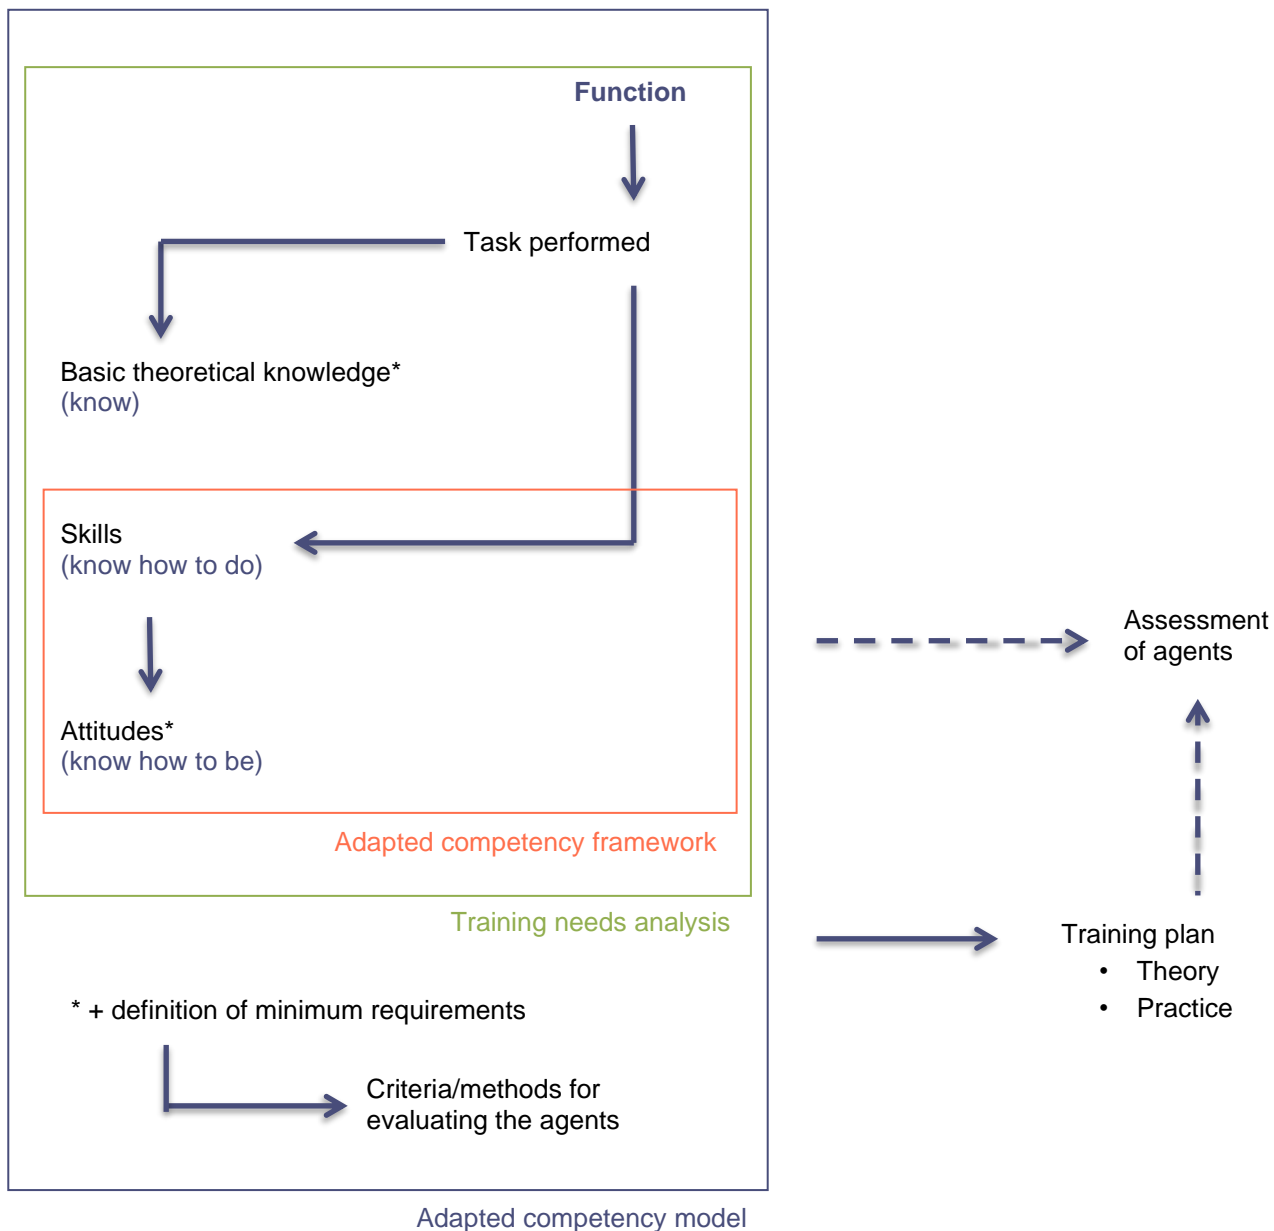 Function
Task performed
Basic theoretical knowledge*
(know)
Skills
(know how to do)
Attitudes*
(know how to be)
Adapted competency framework
Training needs analysis
* + definition of minimum requirements
Criteria/methods for
evaluating the agents
Adapted competency model
Assessment
of agents
Training plan
• Theory
• Practice